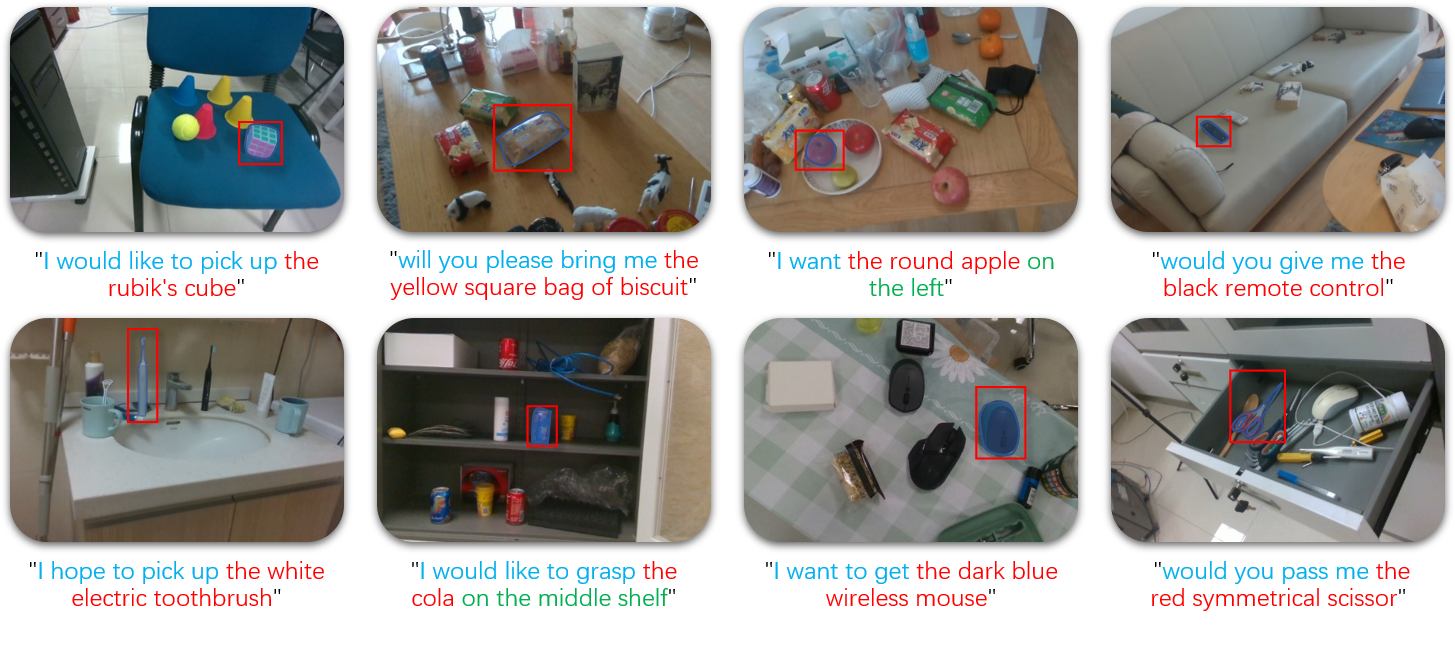 "I would like to pick up the
rubik's cube"
"will you please bring me the
yellow square bag of biscuit"
"I want the round apple on
the left"
"would you give me the
black remote control"
"I hope to pick up the white
electric toothbrush"
"I would like to grasp the
cola on the middle shelf"
"I want to get the dark blue
wireless mouse"
"would you pass me the
red symmetrical scissor"